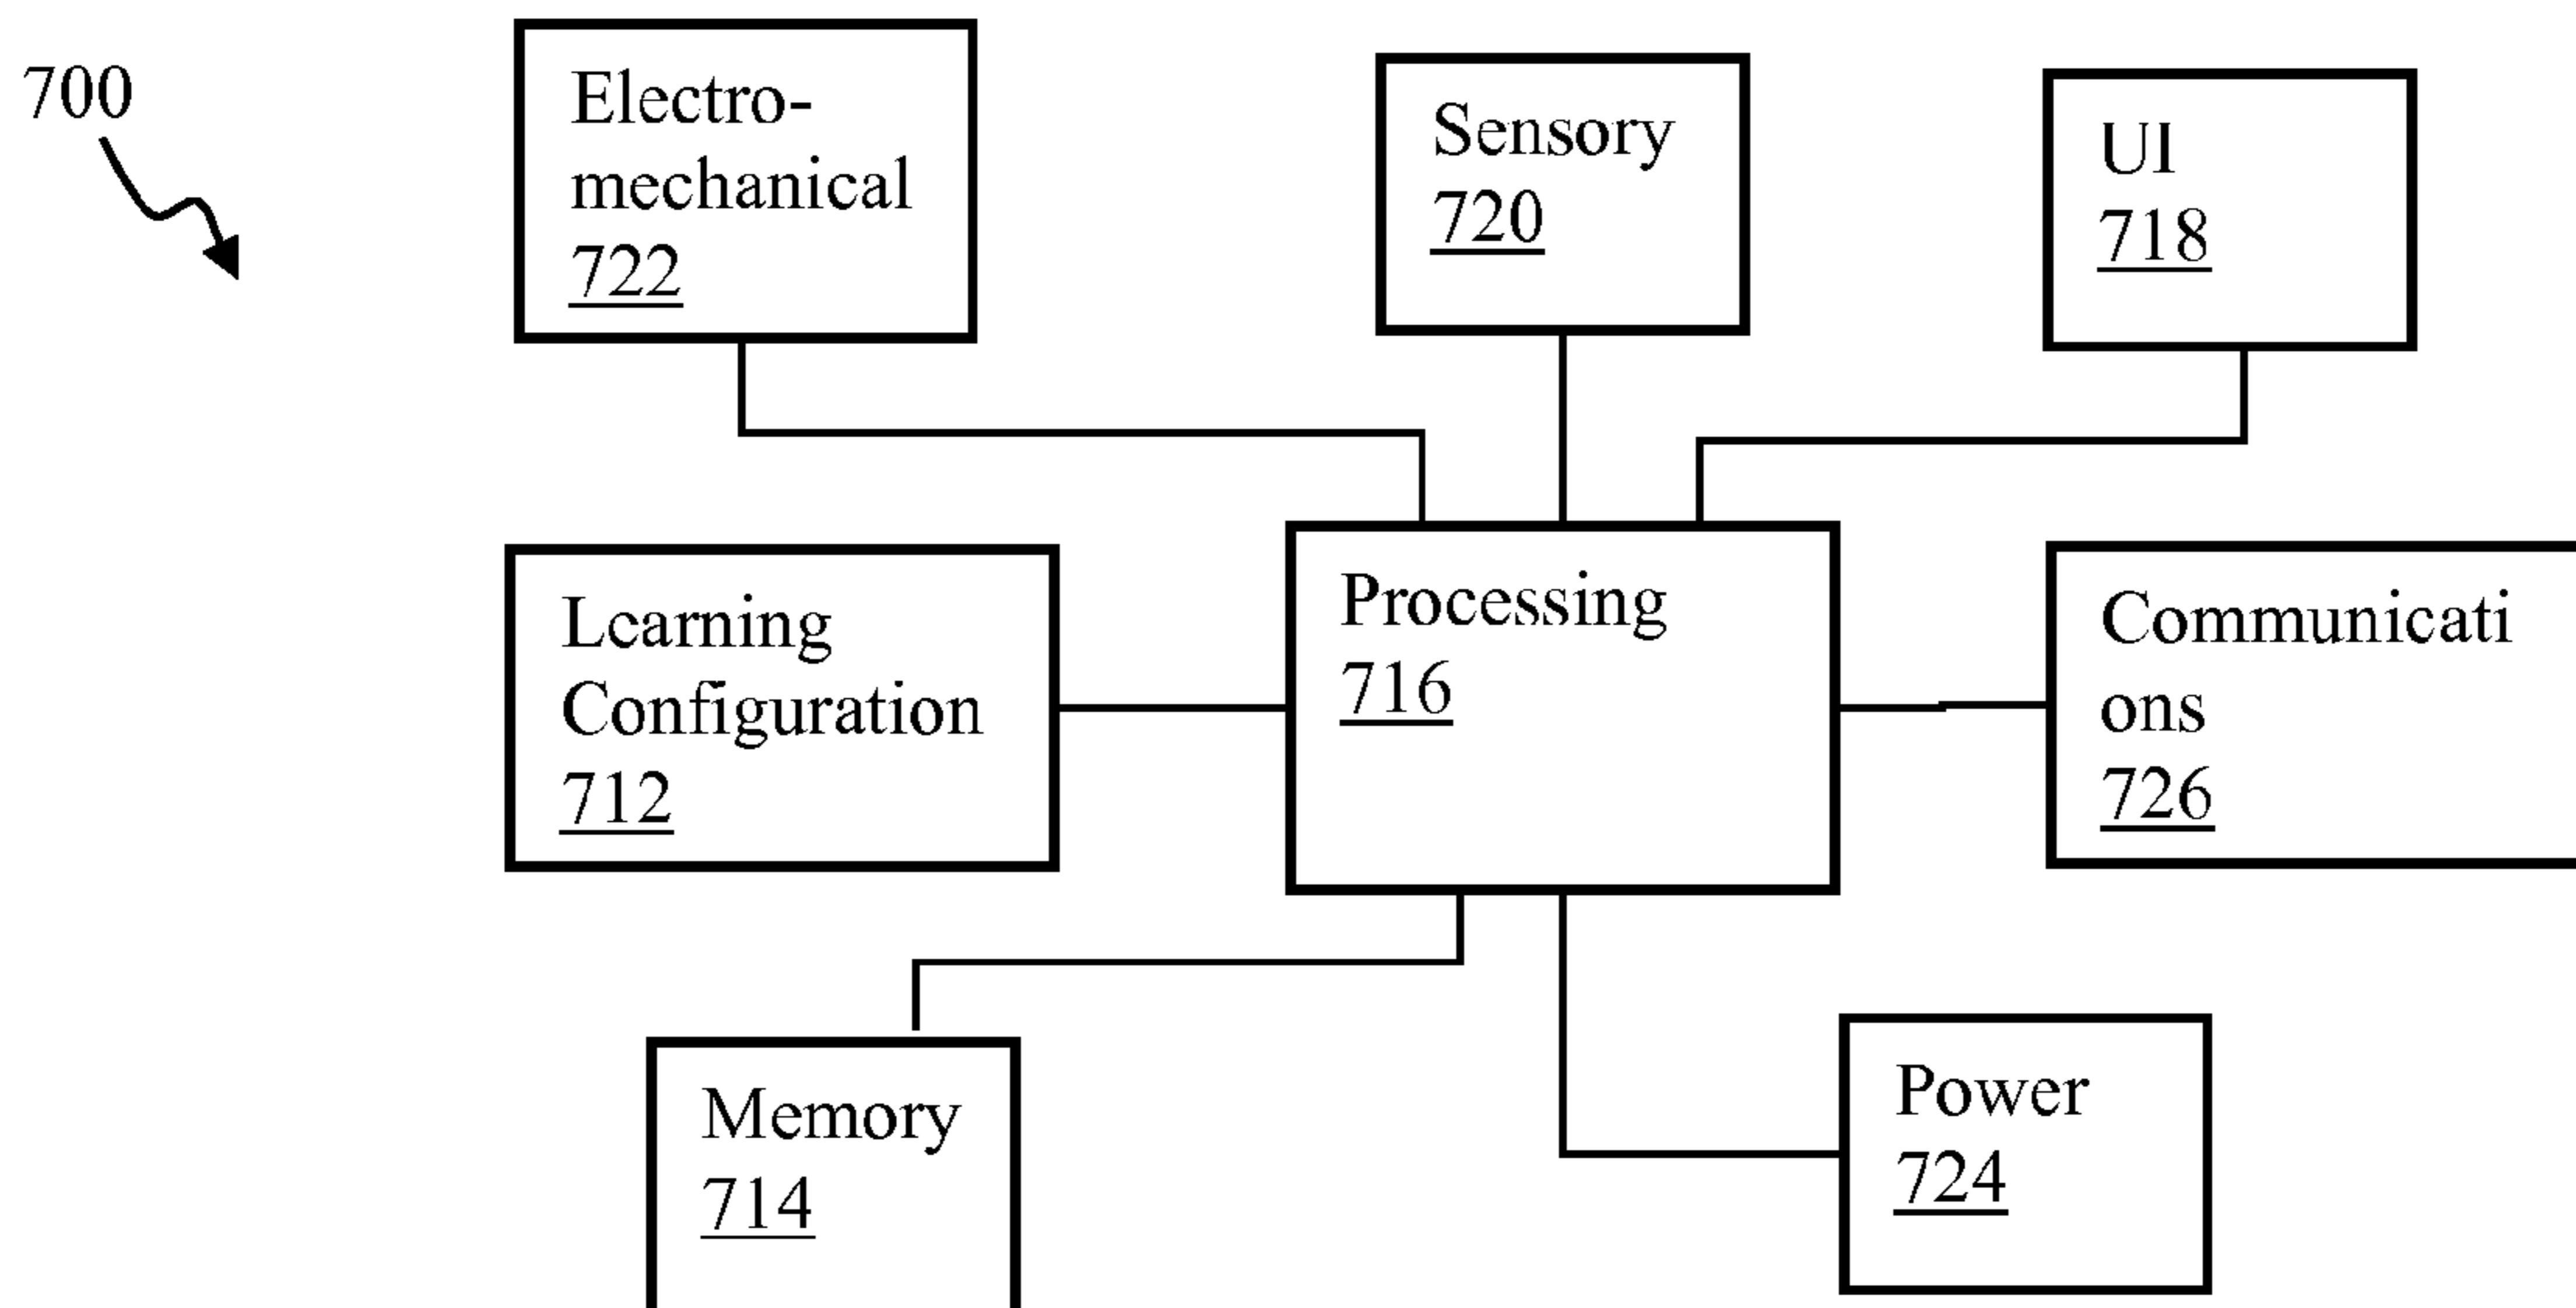 700
Electro-
mechanical
722
Sensory
720
UI
718
Learning
Configuration
712
Processing
716
Communicati
ons
726
Memory
714
Power
724